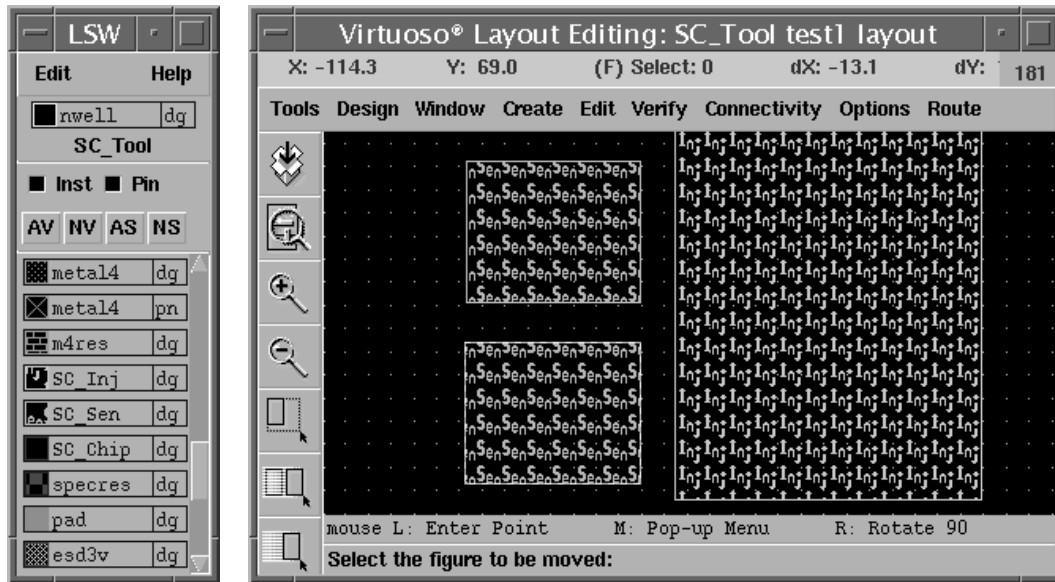 LSW
Edit Help
nwell dg
SC_Tool
Inst Pin
AV NV AS NS
metal4 dg
metal4 pn
m4res dg
SC_Inj dg
SC_Sen dg
SC_Chip dg
specres dg
pad dg
esd3v dg
Virtuoso® Layout Editing: SC_Tool test1 layout
X: -114.3 Y: 69.0 (F) Select: 0 dX: -13.1 dY: 181
Tools Design Window Create Edit Verify Connectivity Options Route
mouse L: Enter Point M: Pop-up Menu R: Rotate 90
Select the figure to be moved: